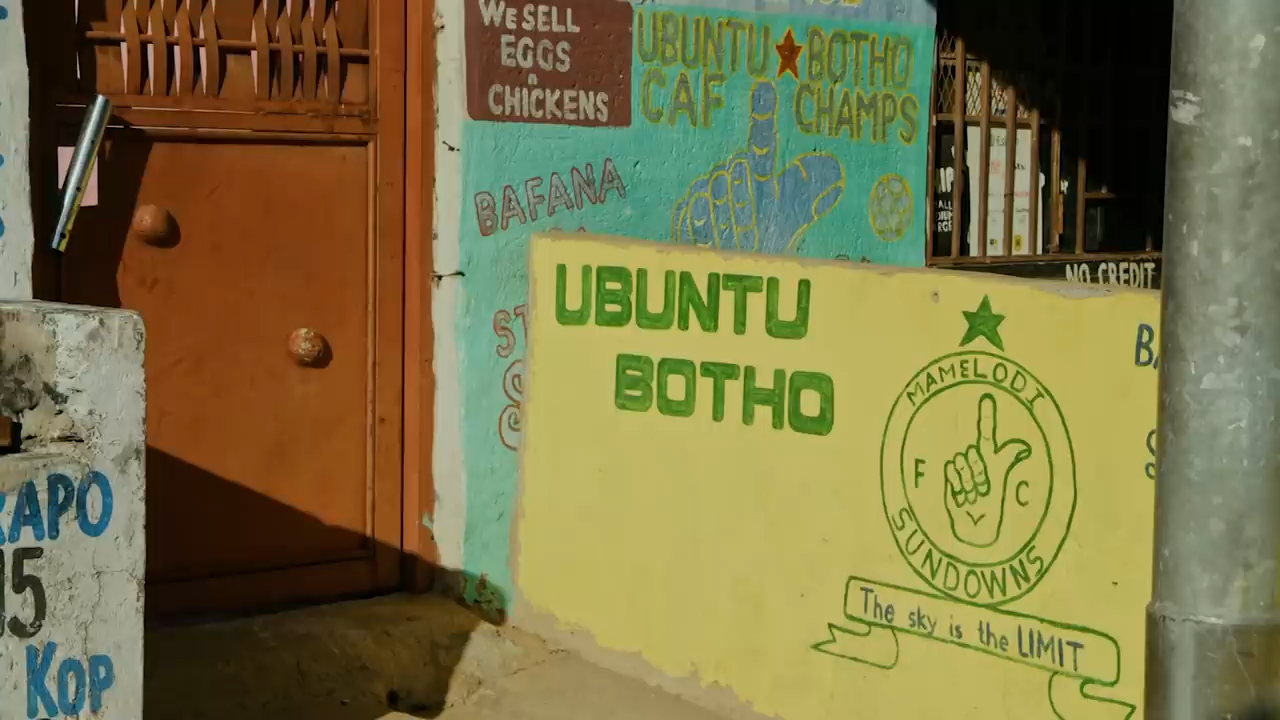 WE SELL
EGGS
n
CHICKENS
UBUNTU BOTHO
CAF CHAMPS
BAFANA
UBUNTU
BOTHO
MAMELODI
F C
SUNDOWNS
The sky is the LIMIT
NO CREDIT
15
KOP